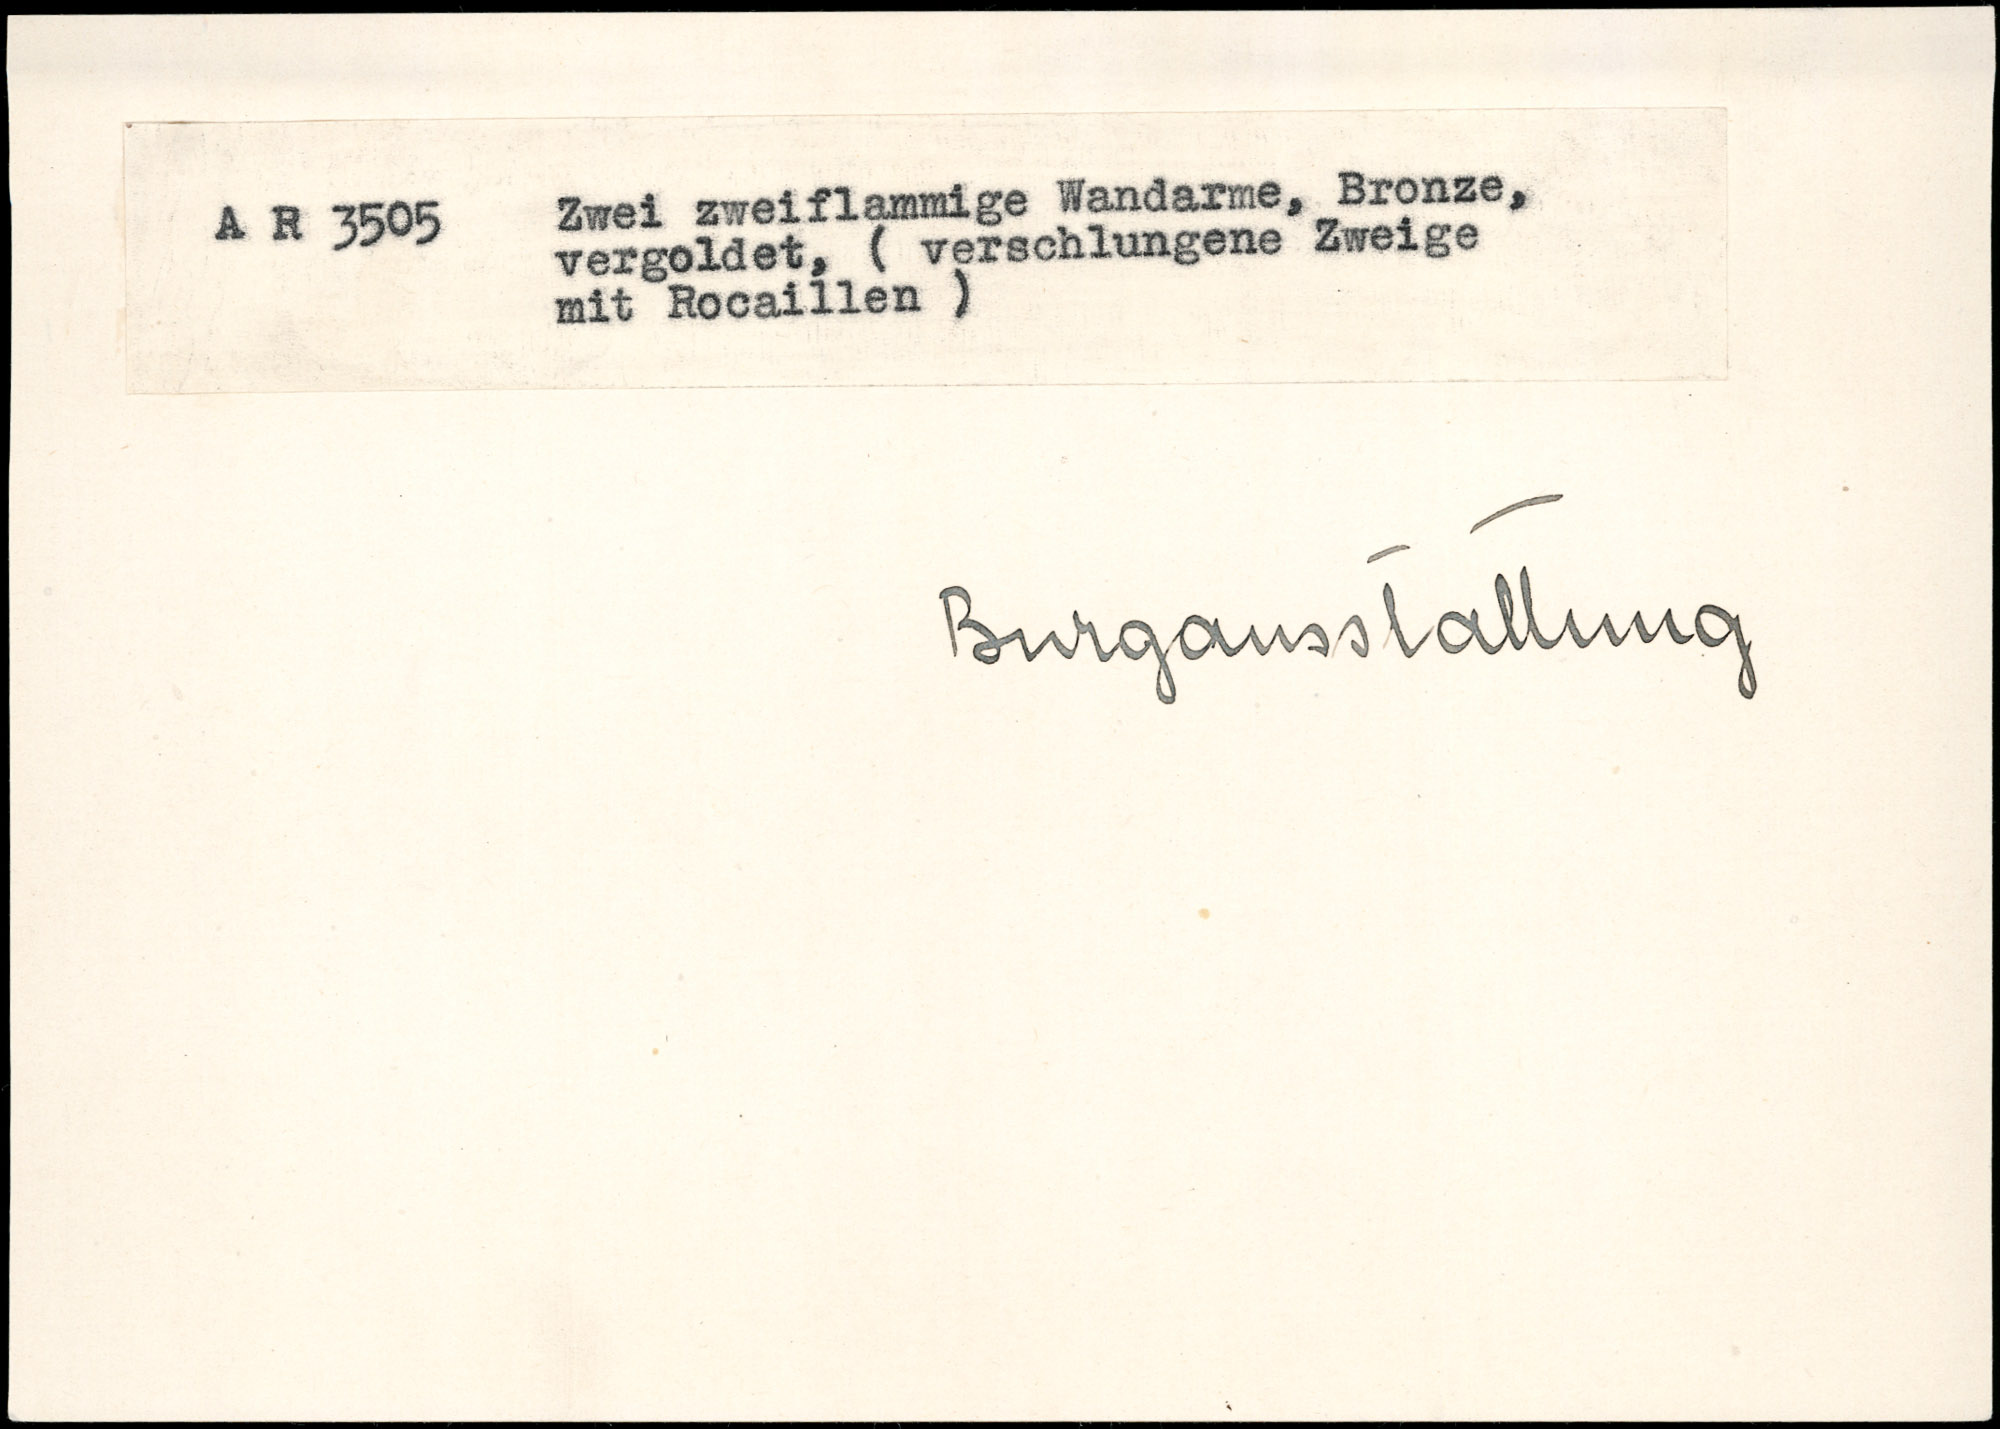 A R 3505 Zwei zweiflammige Wandarme, Bronze,
vergoldet, ( verschlungene Zweige
mit Rocaillen )
Burgausstattung